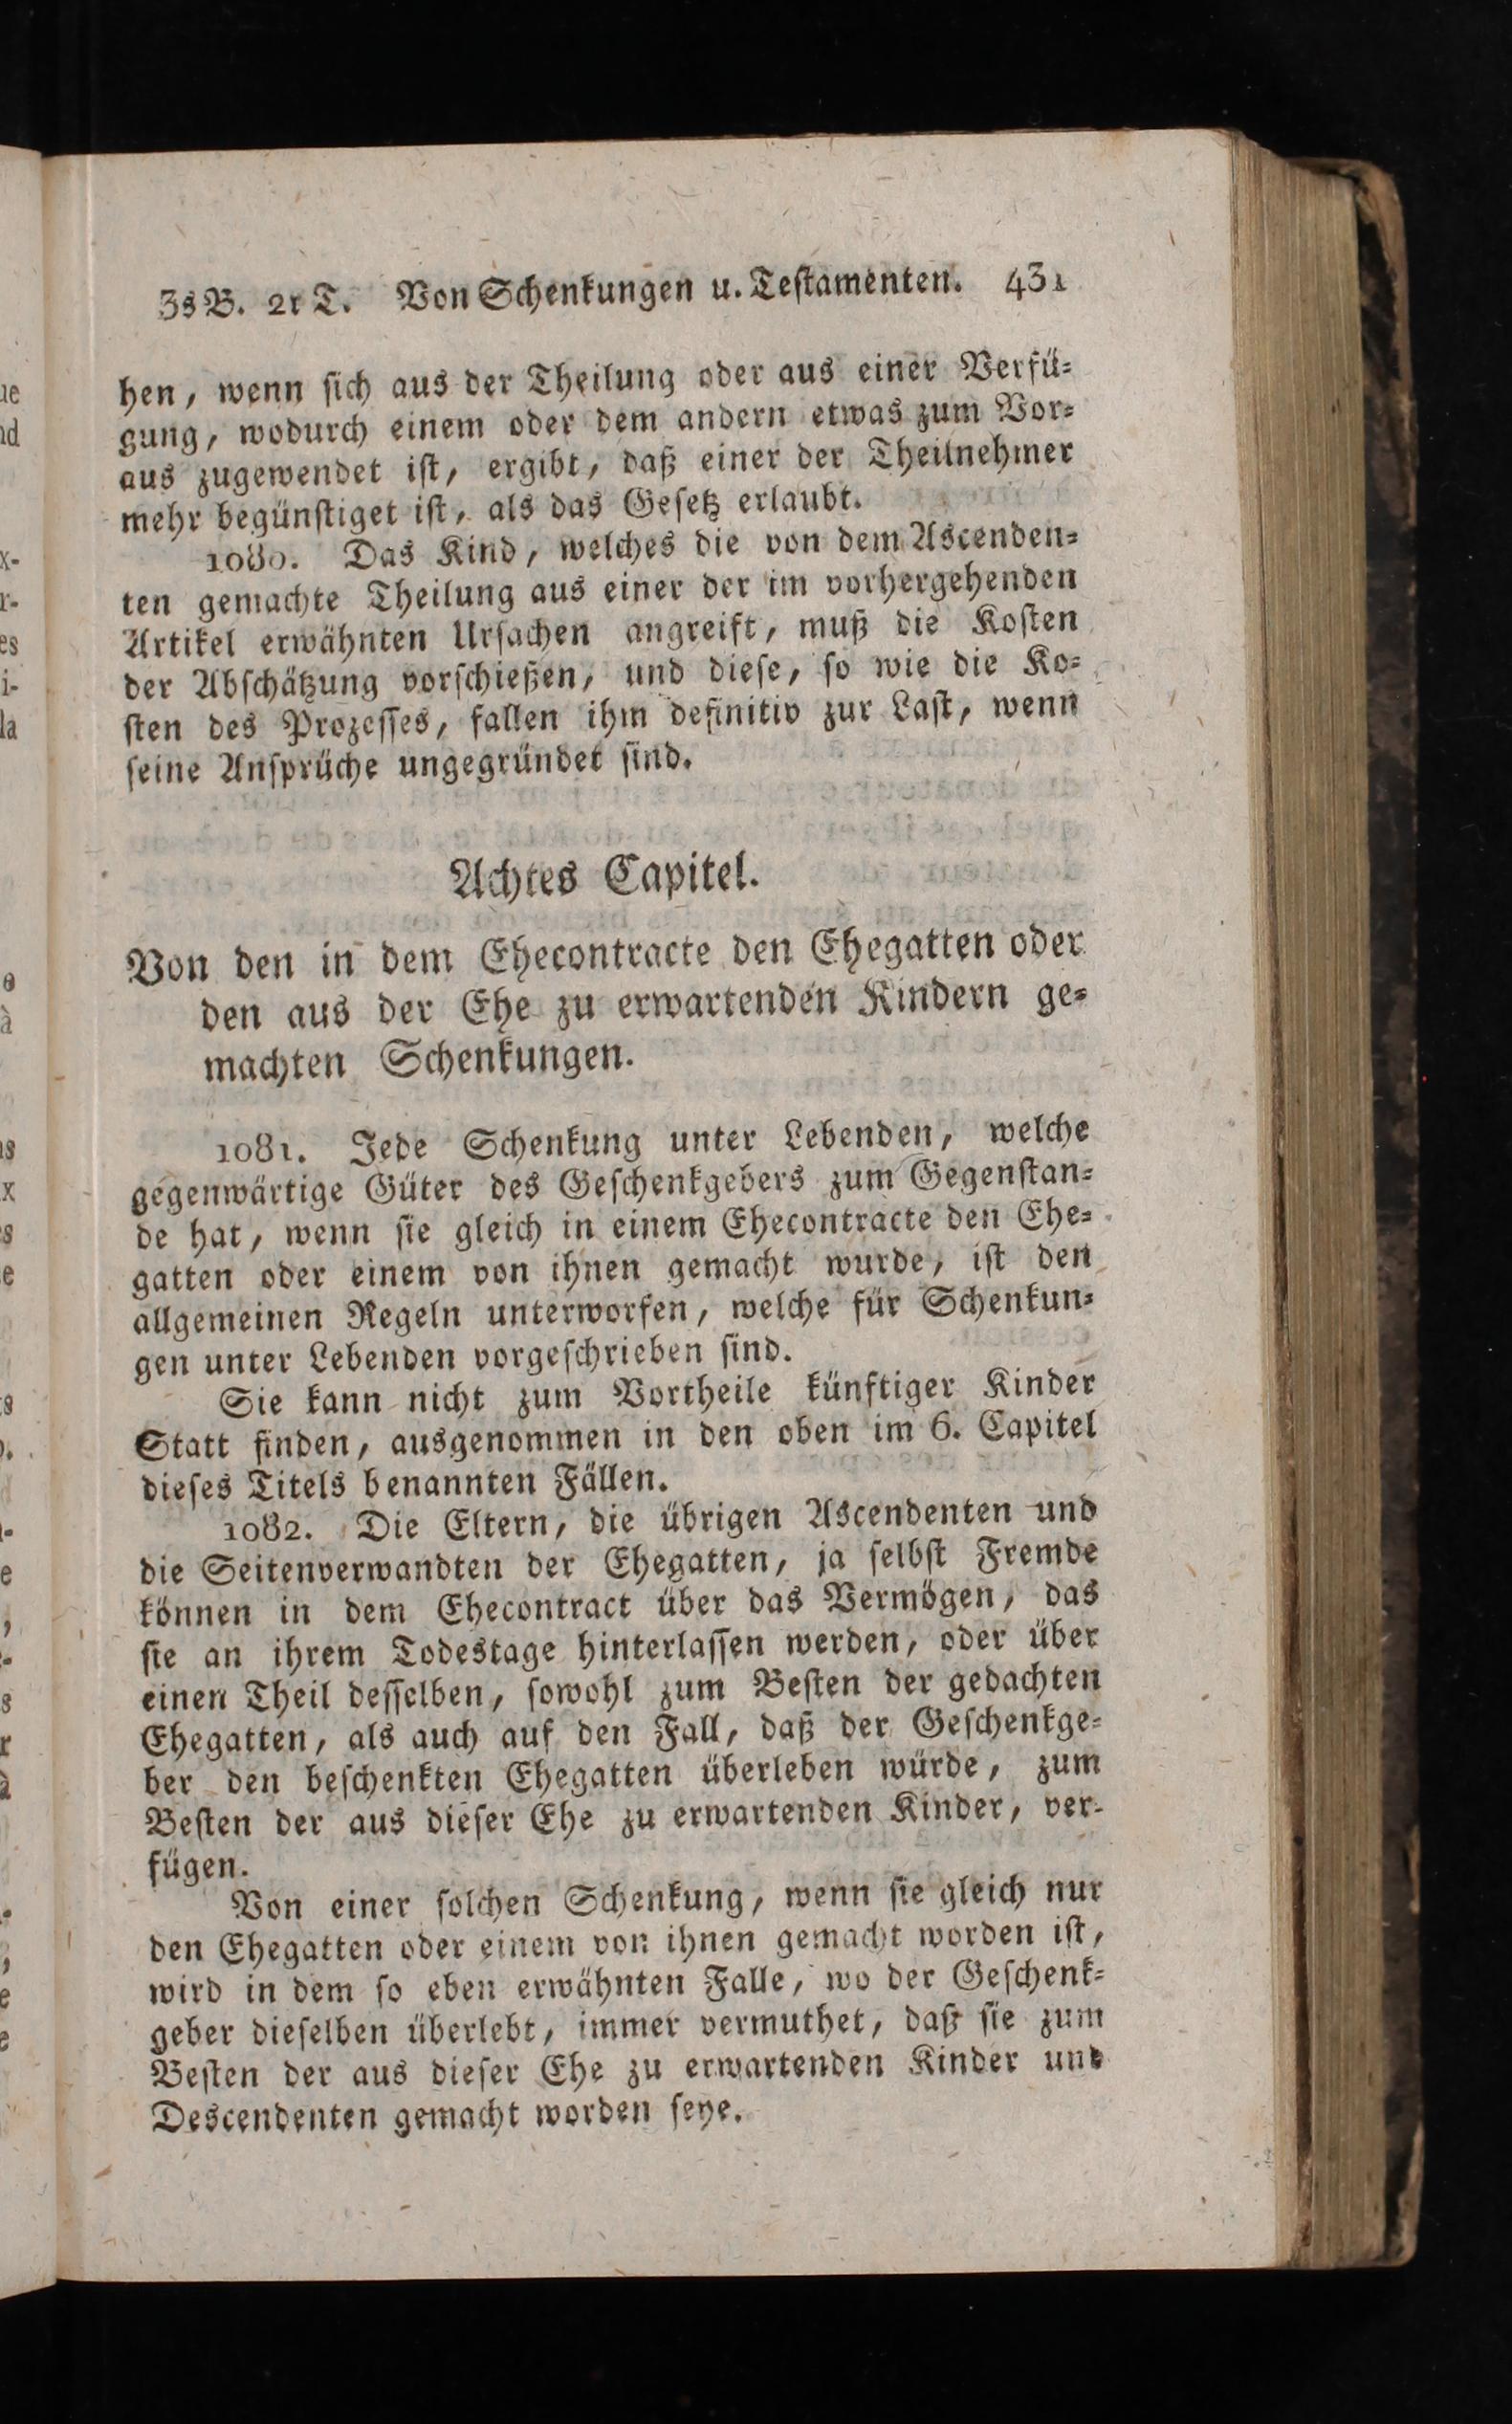 3s B. 2r T. Von Schenkungen u. Testamenten. 431
hen, wenn sich aus der Theilung oder aus einer Verfü-
gung, wodurch einem oder dem andern etwas zum Vor-
aus zugewendet ist, ergibt, daß einer der Theilnehmer
mehr begünstiget ist, als das Gesetz erlaubt.
1080. Das Kind, welches die von dem Ascenden-
ten gemachte Theilung aus einer der im vorhergehenden
Artikel erwähnten Ursachen angreift, muß die Kosten
der Abschätzung vorschießen, und diese, so wie die Ko-
sten des Prozesses, fallen ihm definitiv zur Last, wenn
seine Ansprüche ungegründet sind.
Achtes Capitel.
Von den in dem Ehecontracte den Ehegatten oder
den aus der Ehe zu erwartenden Kindern ge-
machten Schenkungen.
1081. Jede Schenkung unter Lebenden, welche
gegenwärtige Güter des Geschenkgebers zum Gegenstan-
de hat, wenn sie gleich in einem Ehecontracte den Ehe-
gatten oder einem von ihnen gemacht wurde, ist den
allgemeinen Regeln unterworfen, welche für Schenkun-
gen unter Lebenden vorgeschrieben sind.
Sie kann nicht zum Vortheile künftiger Kinder
Statt finden, ausgenommen in den oben im 6. Capitel
dieses Titels benannten Fällen.
1082. Die Eltern, die übrigen Ascendenten und
die Seitenverwandten der Ehegatten, ja selbst Fremde
können in dem Ehecontract über das Vermögen, das
sie an ihrem Todestage hinterlassen werden, oder über
einen Theil desselben, sowohl zum Besten der gedachten
Ehegatten, als auch auf den Fall, daß der Geschenkge-
ber den beschenkten Ehegatten überleben würde, zum
Besten der aus dieser Ehe zu erwartenden Kinder, ver-
fügen.
Von einer solchen Schenkung, wenn sie gleich nur
den Ehegatten oder einem von ihnen gemacht worden ist,
wird in dem so eben erwähnten Falle, wo der Geschenk-
geber dieselben überlebt, immer vermuthet, daß sie zum
Besten der aus dieser Ehe zu erwartenden Kinder und
Descendenten gemacht worden seye.